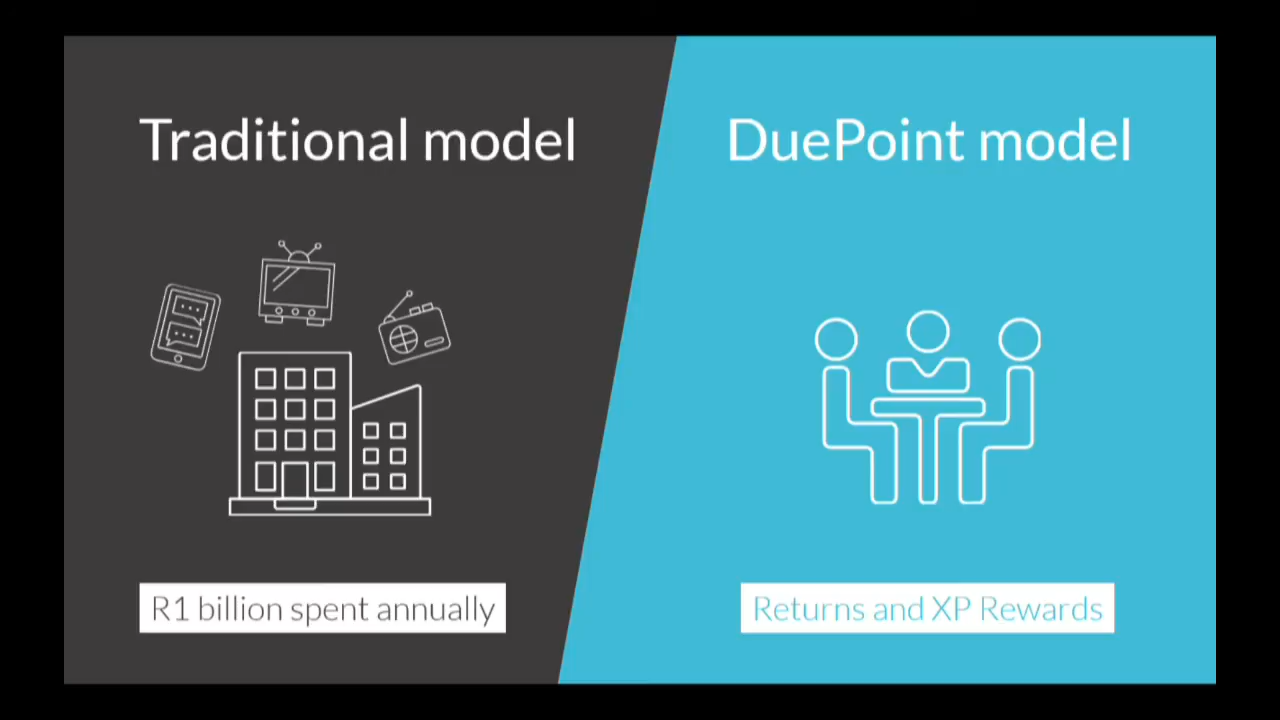 Traditional model
DuePoint model
R1 billion spent annually
Returns and XP Rewards